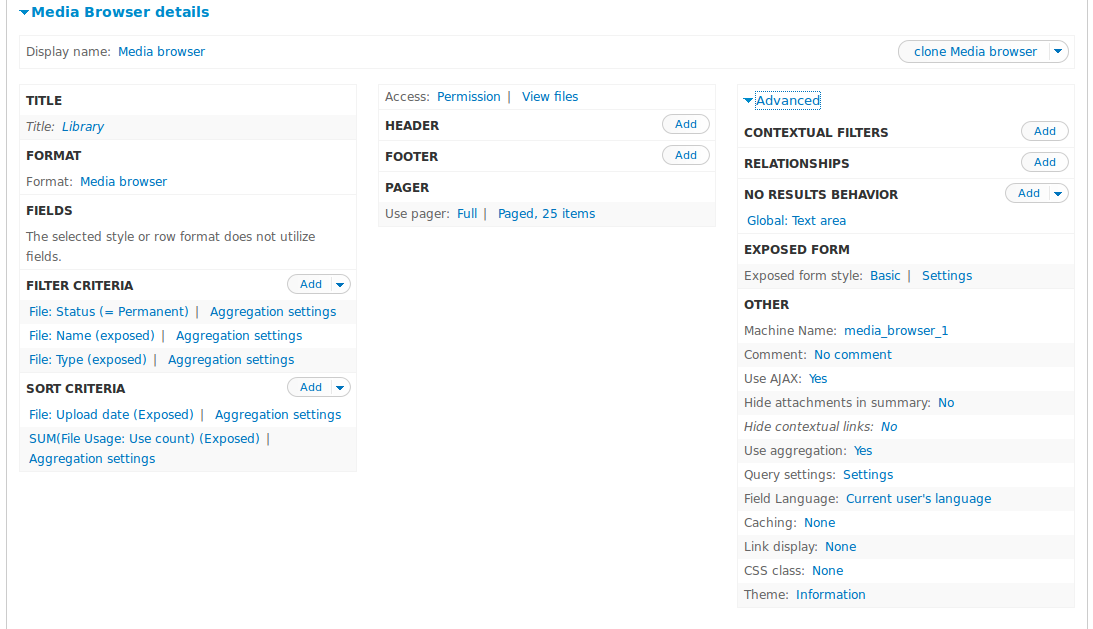 Media Browser details
Display name: Media browser
clone Media browser
TITLE
Title: Library
FORMAT
Format: Media browser
FIELDS
The selected style or row format does not utilize
fields.
FILTER CRITERIA Add
File: Status (= Permanent) | Aggregation settings
File: Name (exposed) | Aggregation settings
File: Type (exposed) | Aggregation settings
SORT CRITERIA Add
File: Upload date (Exposed) | Aggregation settings
SUM(File Usage: Use count) (Exposed) |
Aggregation settings
Access: Permission | View files
HEADER Add
FOOTER Add
PAGER
Use pager: Full | Paged, 25 items
Advanced
CONTEXTUAL FILTERS Add
RELATIONSHIPS Add
NO RESULTS BEHAVIOR Add
Global: Text area
EXPOSED FORM
Exposed form style: Basic | Settings
OTHER
Machine Name: media_browser_1
Comment: No comment
Use AJAX: Yes
Hide attachments in summary: No
Hide contextual links: No
Use aggregation: Yes
Query settings: Settings
Field Language: Current user's language
Caching: None
Link display: None
CSS class: None
Theme: Information